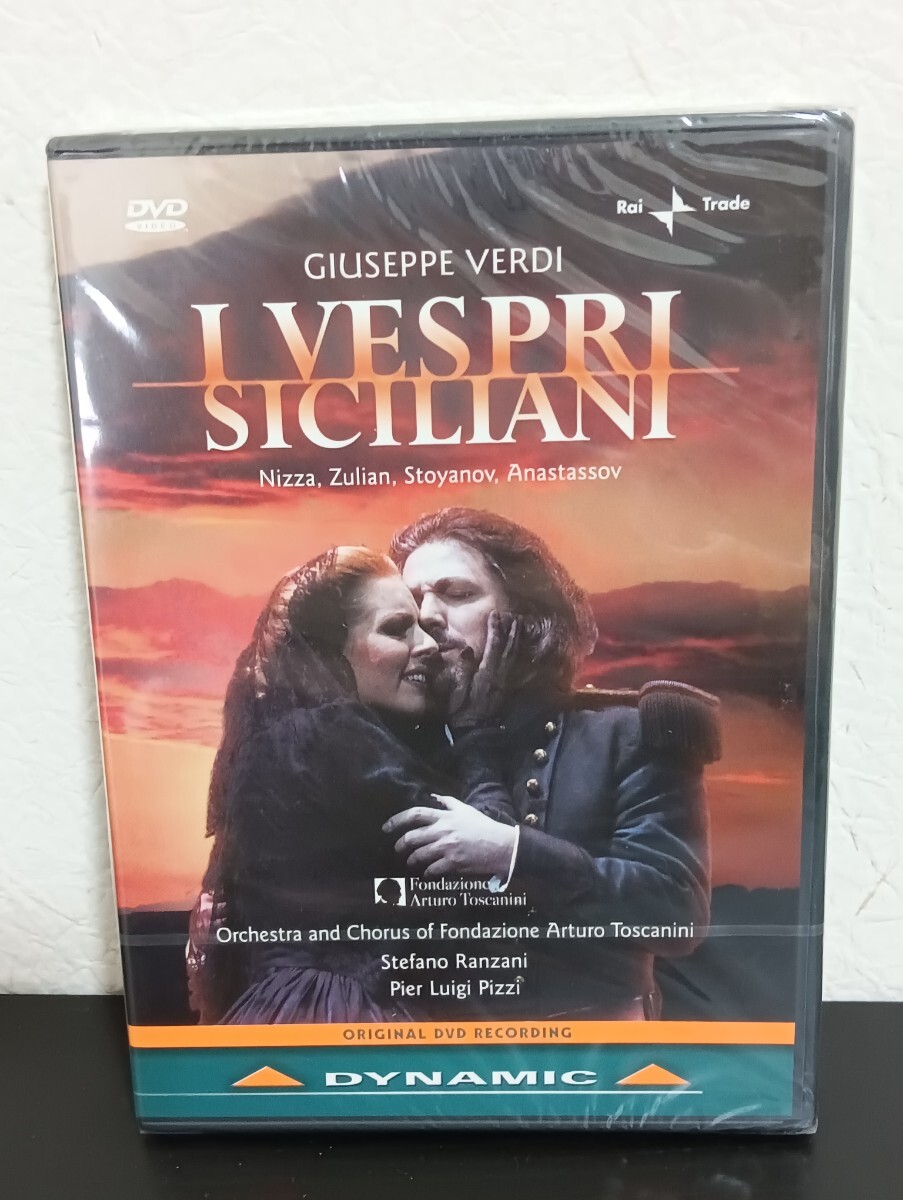 DVD
VIDEO
Rai Trade
GIUSEPPE VERDI
I VESPRI
SICILIANI
Nizza, Zulian, Stoyanov, Anastassov
Fondazione
Arturo Toscanini
Orchestra and Chorus of Fondazione Arturo Toscanini
Stefano Ranzani
Pier Luigi Pizzi
ORIGINAL DVD RECORDING
DYNAMIC